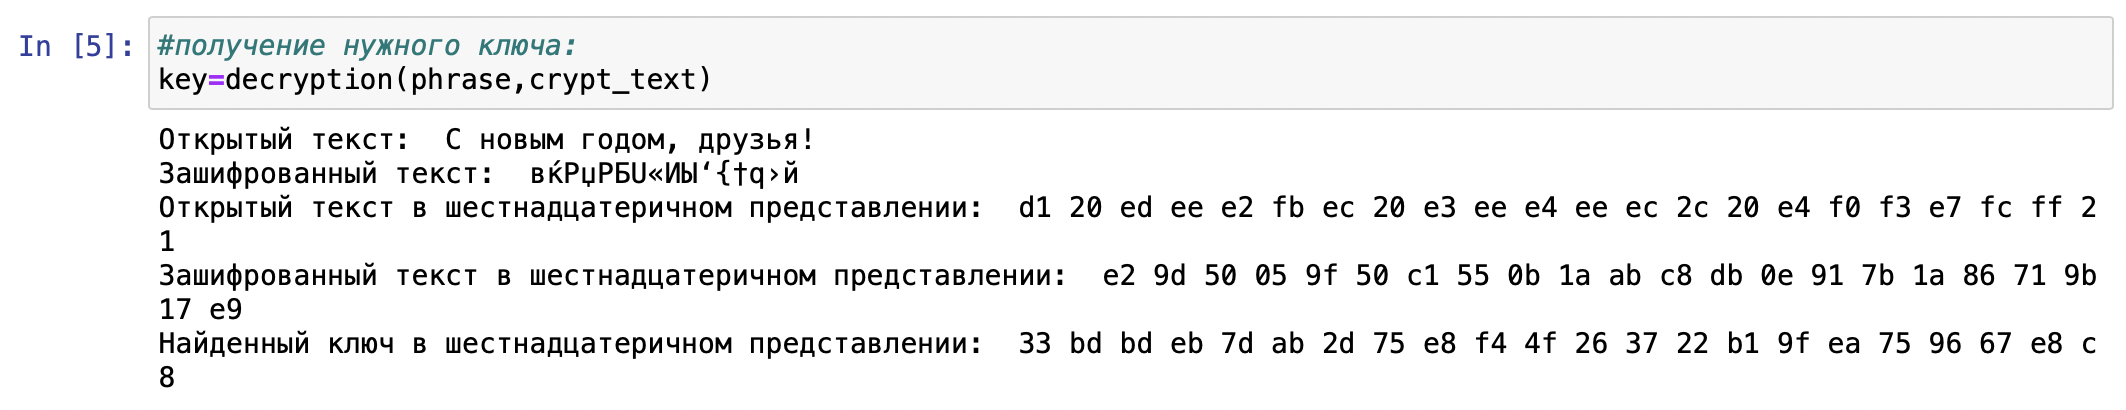 In [5]: #получение нужного ключа:
key=decryption(phrase,crypt_text)
Открытый текст:  С новым годом, друзья!
Зашифрованный текст:  вќPџPБU«ИЫ‘{†q›й
Открытый текст в шестнадцатеричном представлении:  d1 20 ed ee e2 fb ec 20 e3 ee e4 ee ec 2c 20 e4 f0 f3 e7 fc ff 2
1
Зашифрованный текст в шестнадцатеричном представлении:  e2 9d 50 05 9f 50 c1 55 0b 1a ab c8 db 0e 91 7b 1a 86 71 9b
17 e9
Найденный ключ в шестнадцатеричном представлении:  33 bd bd eb 7d ab 2d 75 e8 f4 4f 26 37 22 b1 9f ea 75 96 67 e8 c
8